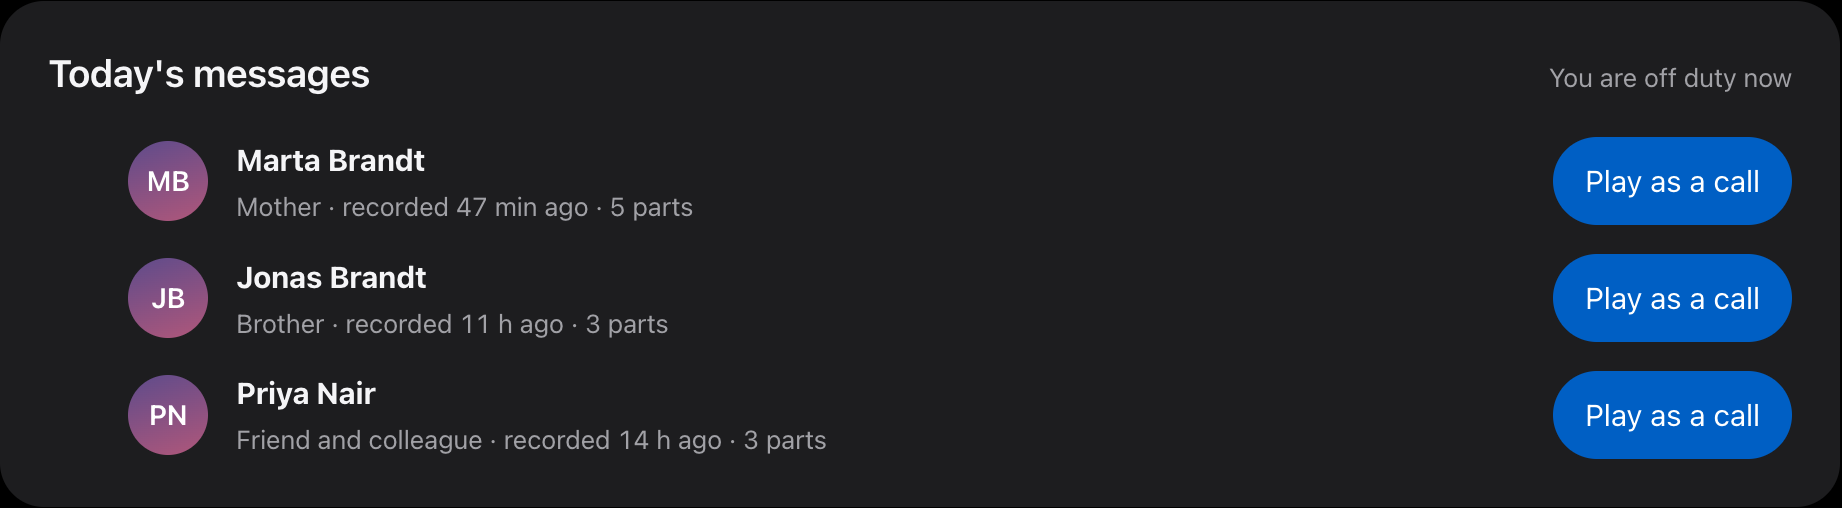 Today's messages
You are off duty now
MB
Marta Brandt
Mother · recorded 47 min ago · 5 parts
Play as a call
JB
Jonas Brandt
Brother · recorded 11 h ago · 3 parts
Play as a call
PN
Priya Nair
Friend and colleague · recorded 14 h ago · 3 parts
Play as a call